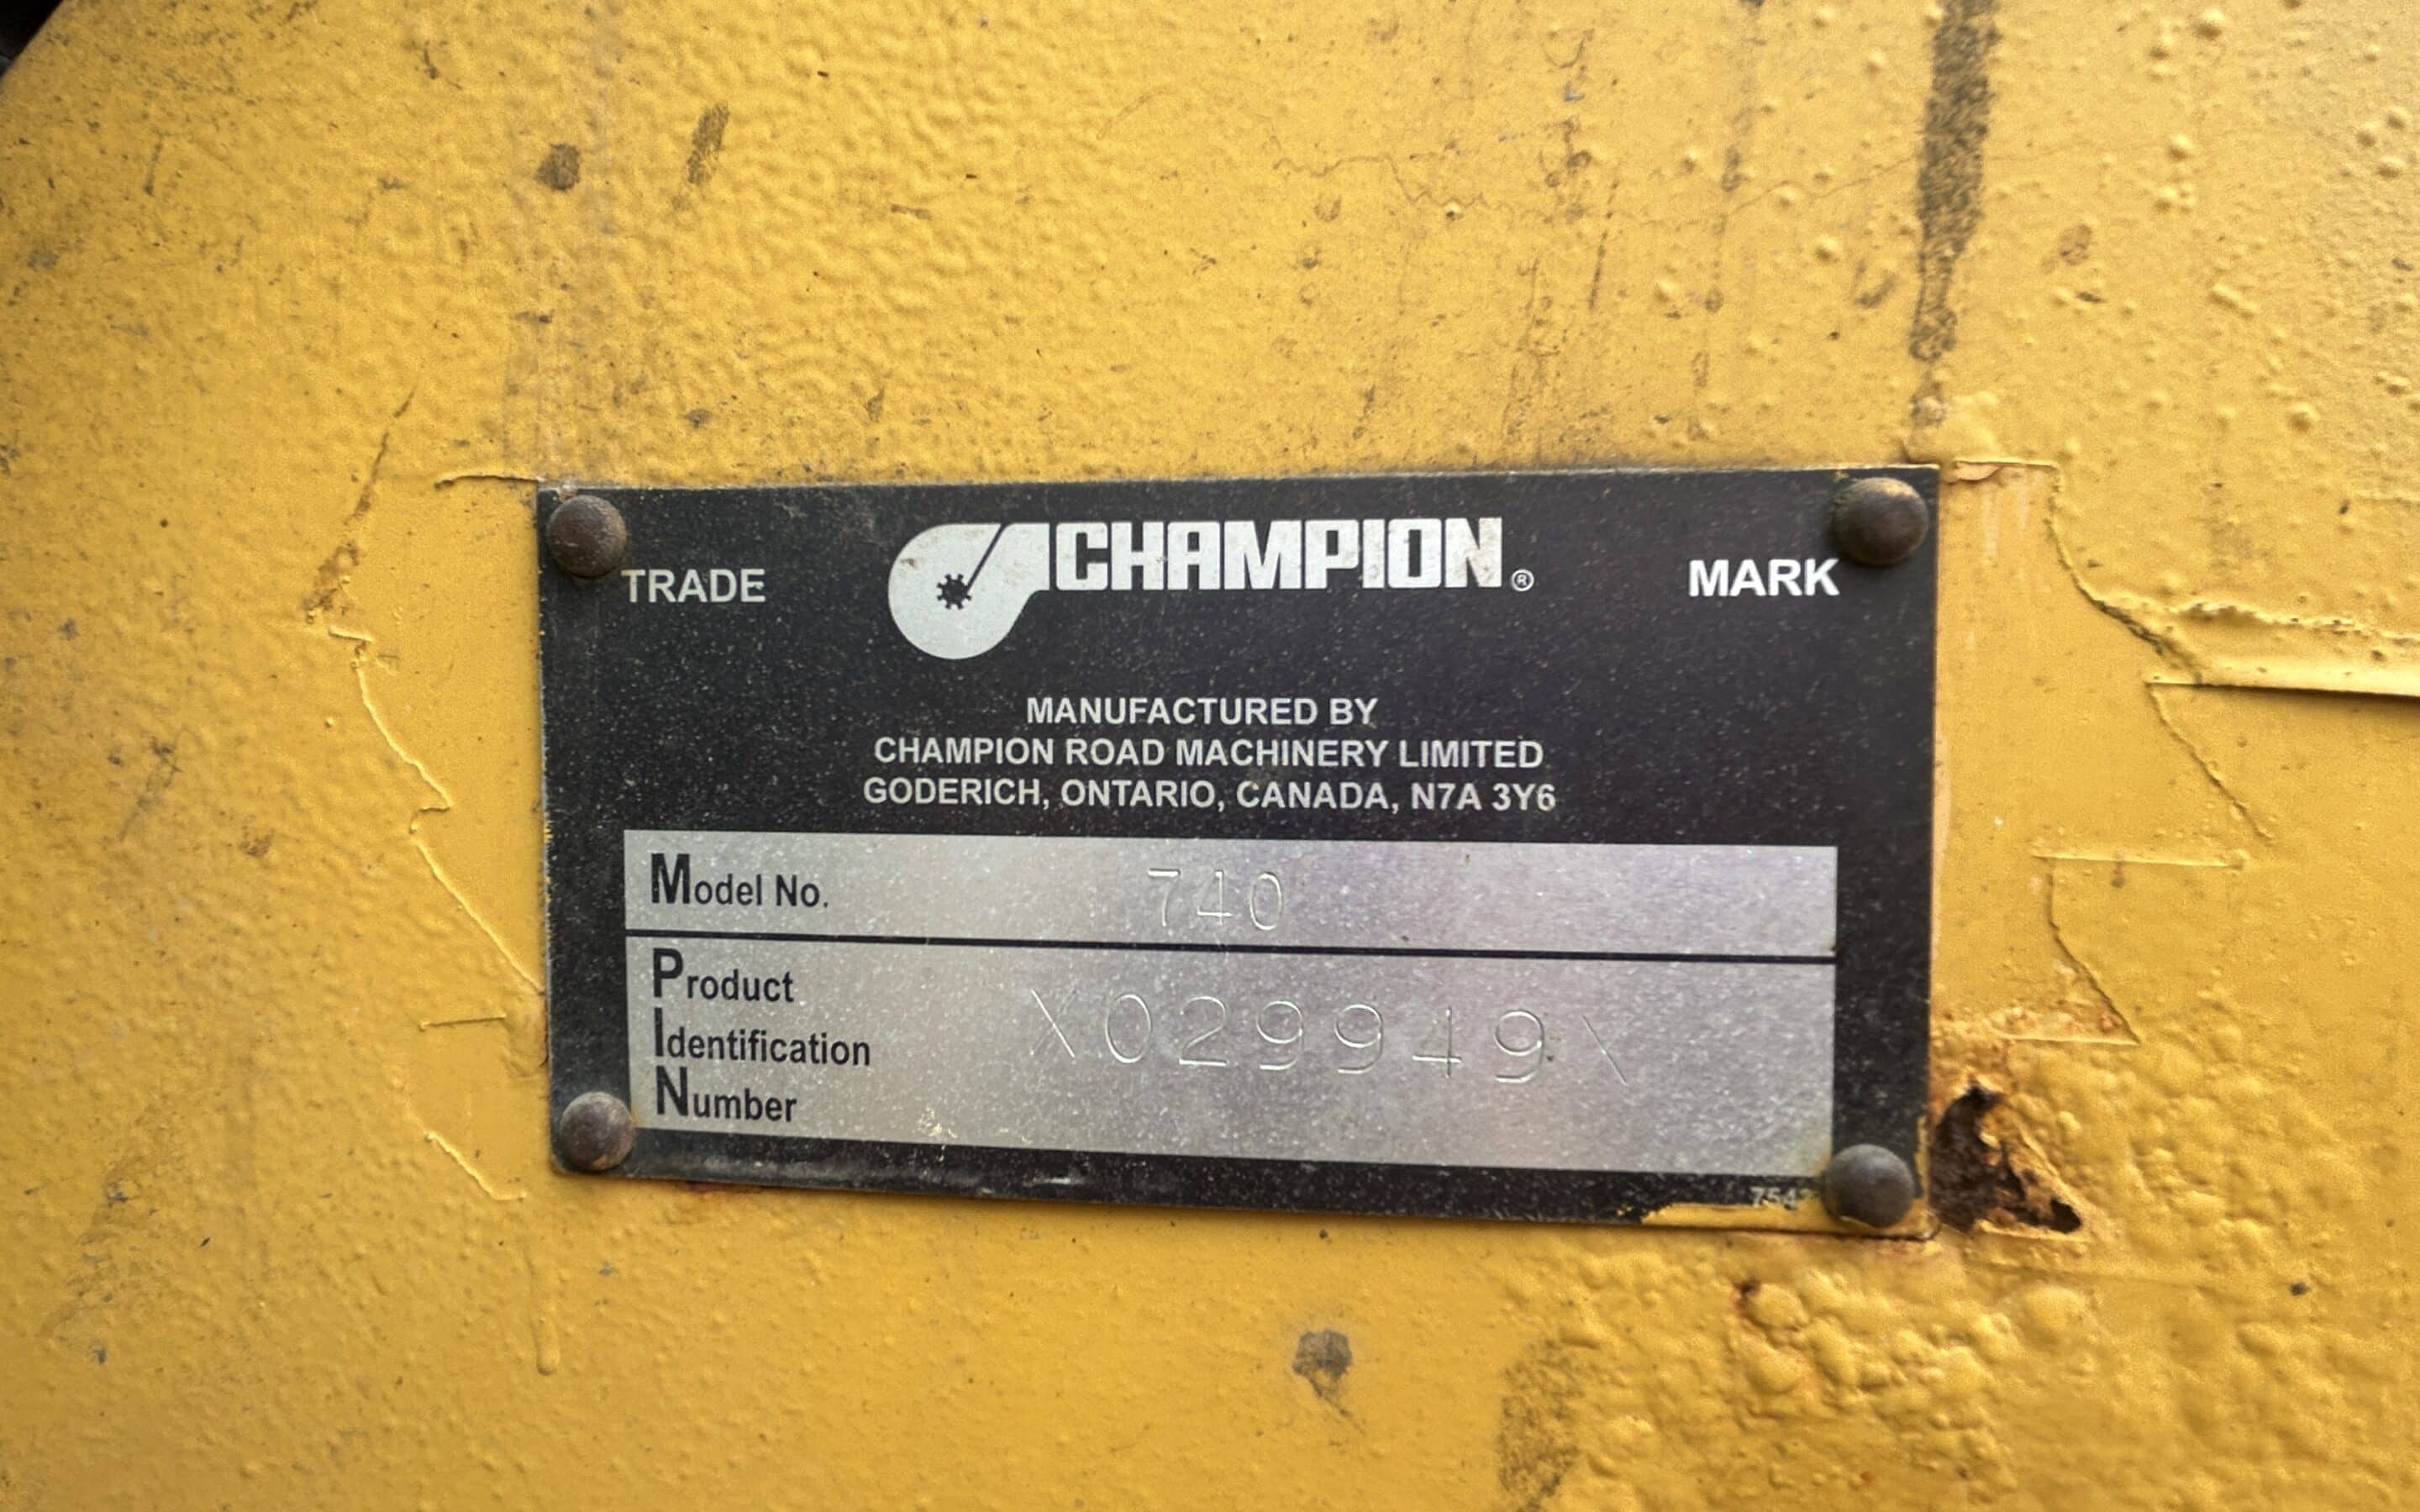 TRADE CHAMPION® MARK
MANUFACTURED BY
CHAMPION ROAD MACHINERY LIMITED
GODERICH, ONTARIO, CANADA, N7A 3Y6
Model No. 740
Product
Identification X029949X
Number